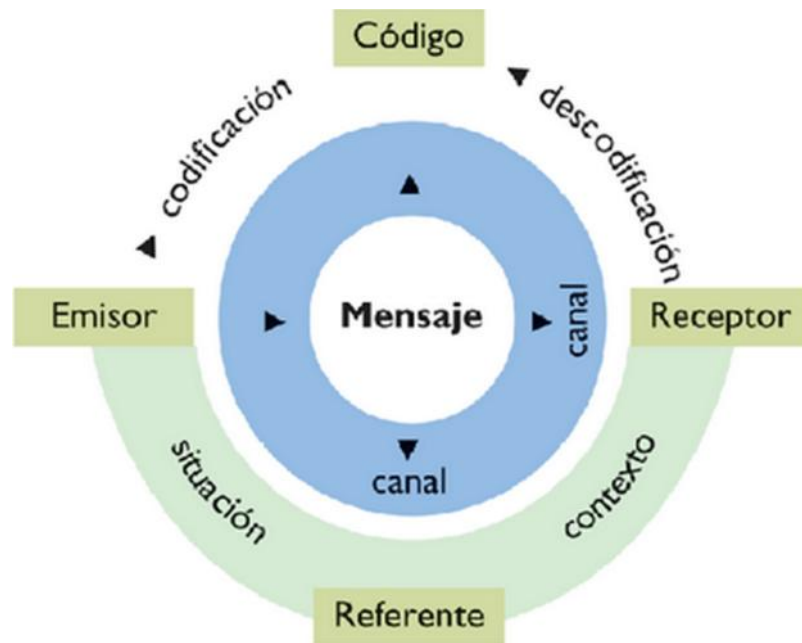 Código
codificación
descodificación
Emisor
Mensaje
canal
Receptor
canal
situación
contexto
Referente